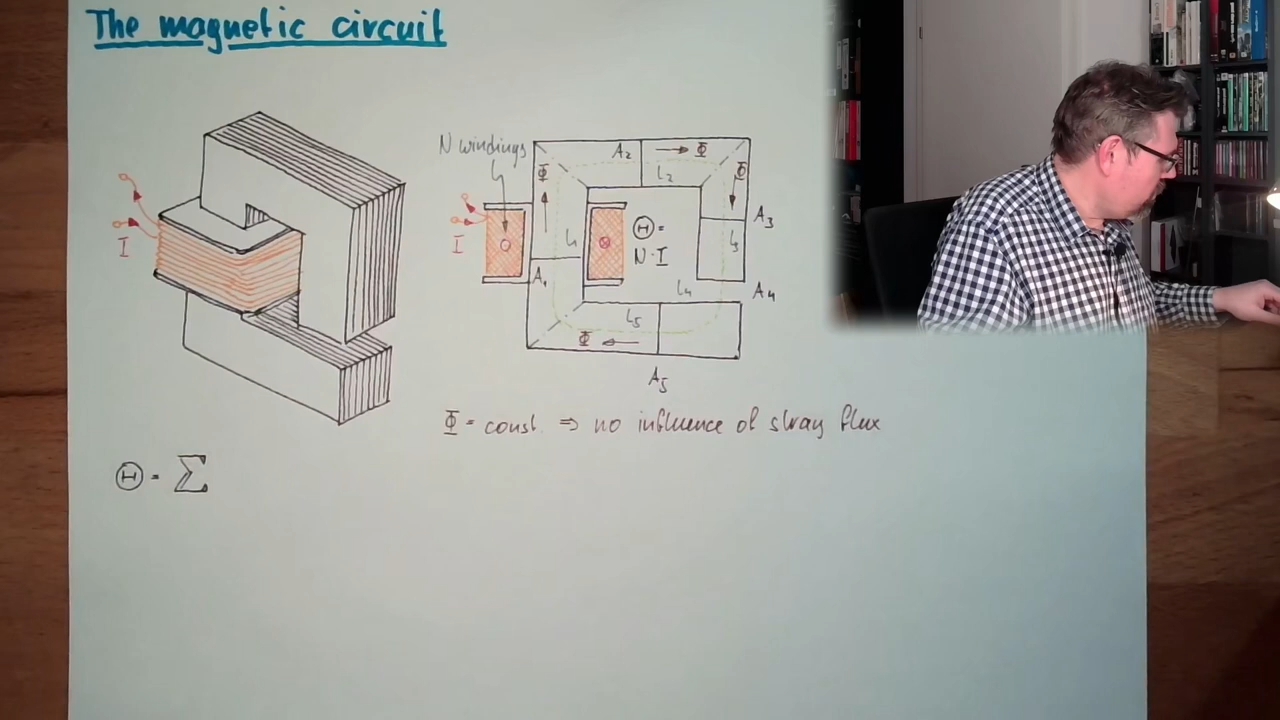 The magnetic circuit
N windings
A₂ → Φ
Φ
Φ
l₂
I
I
l₁
Θ =
N·I
A₃
l₃
A₁
l₄
A₄
l₅
Φ ←
A₅
Φ = const. ⇒ no influence of stray flux
Θ = Σ